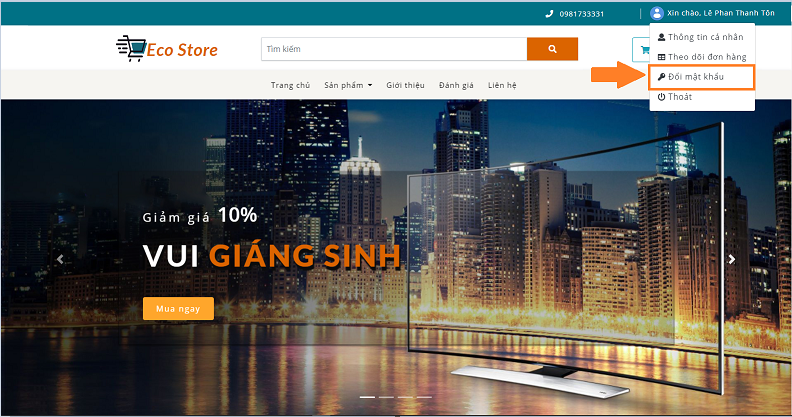 0981733331
Xin chào, Lê Phan Thanh Tôn
Thông tin cá nhân
Theo dõi đơn hàng
Đổi mật khẩu
Thoát
Eco Store
Tìm kiếm
Trang chủ Sản phẩm Giới thiệu Đánh giá Liên hệ
Giảm giá 10%
VUI GIÁNG SINH
Mua ngay